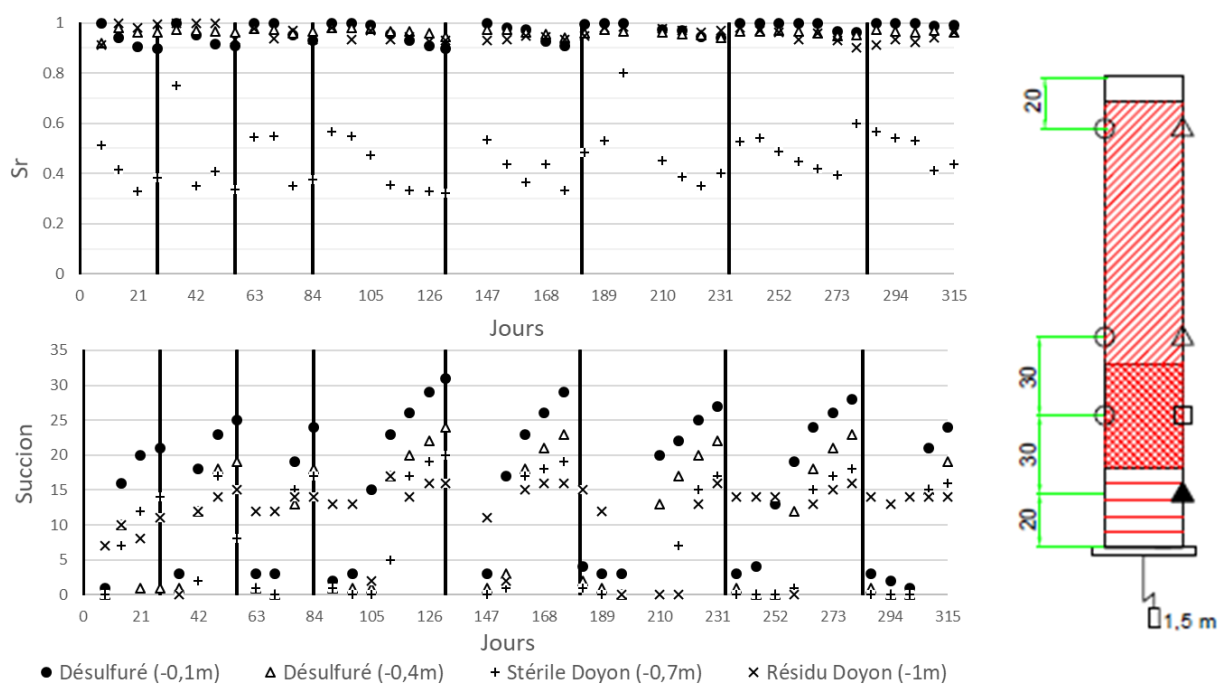 1
0.8
0.6
0.4
0.2
0
Sr
0 21 42 63 84 105 126 147 168 189 210 231 252 273 294 315
Jours
35
30
25
20
15
10
5
0
Succion
0 21 42 63 84 105 126 147 168 189 210 231 252 273 294 315
Jours
Désulfuré (-0,1m) Désulfuré (-0,4m) Stérile Doyon (-0,7m) Résidu Doyon (-1m)
20
30
30
20
1,5 m